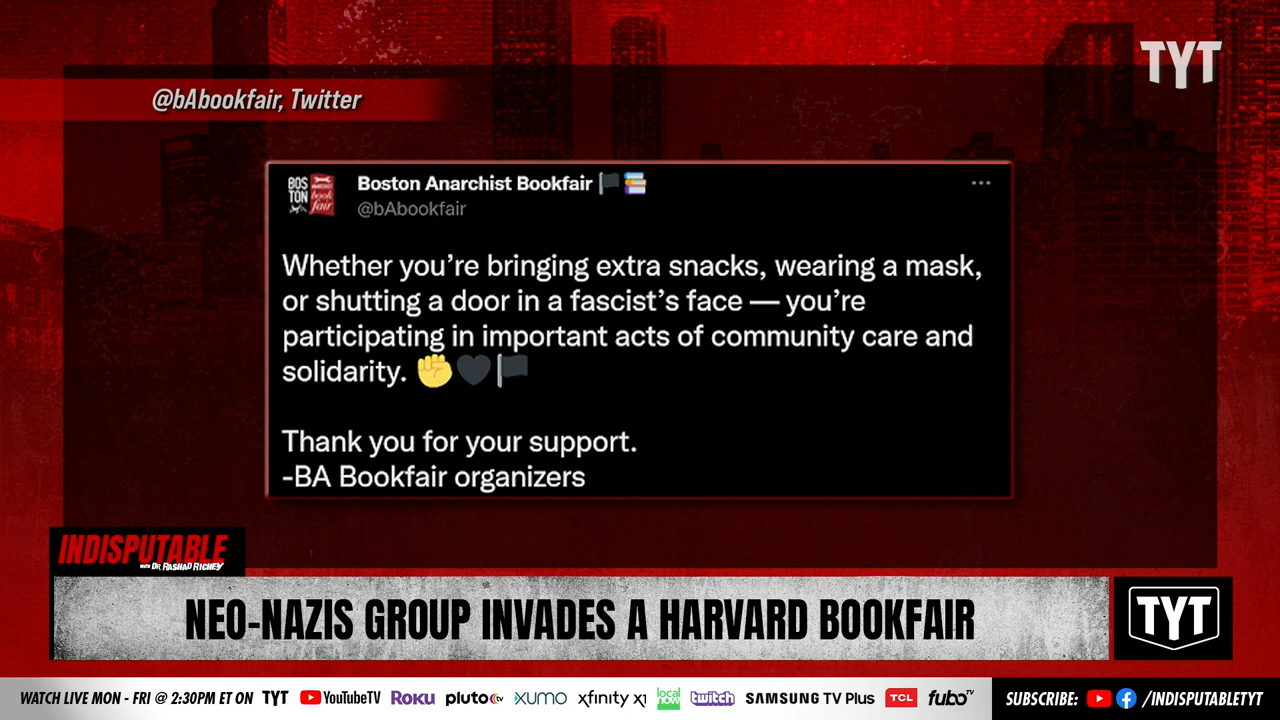 TYT
@bAbookfair, Twitter
BOS
TON
book
fair
Boston Anarchist Bookfair 🏴📚
@bAbookfair
Whether you’re bringing extra snacks, wearing a mask,
or shutting a door in a fascist’s face — you’re
participating in important acts of community care and
solidarity. ✊🖤🏴
Thank you for your support.
-BA Bookfair organizers
INDISPUTABLE
WITH DR. RASHAD RICHEY
NEO-NAZIS GROUP INVADES A HARVARD BOOKFAIR
TYT
WATCH LIVE MON - FRI @ 2:30PM ET ON TYT YouTubeTV ROKU pluto tv XUMO xfinity x1 local now twitch SAMSUNG TV Plus TCL fubo TV SUBSCRIBE: /INDISPUTABLETYT